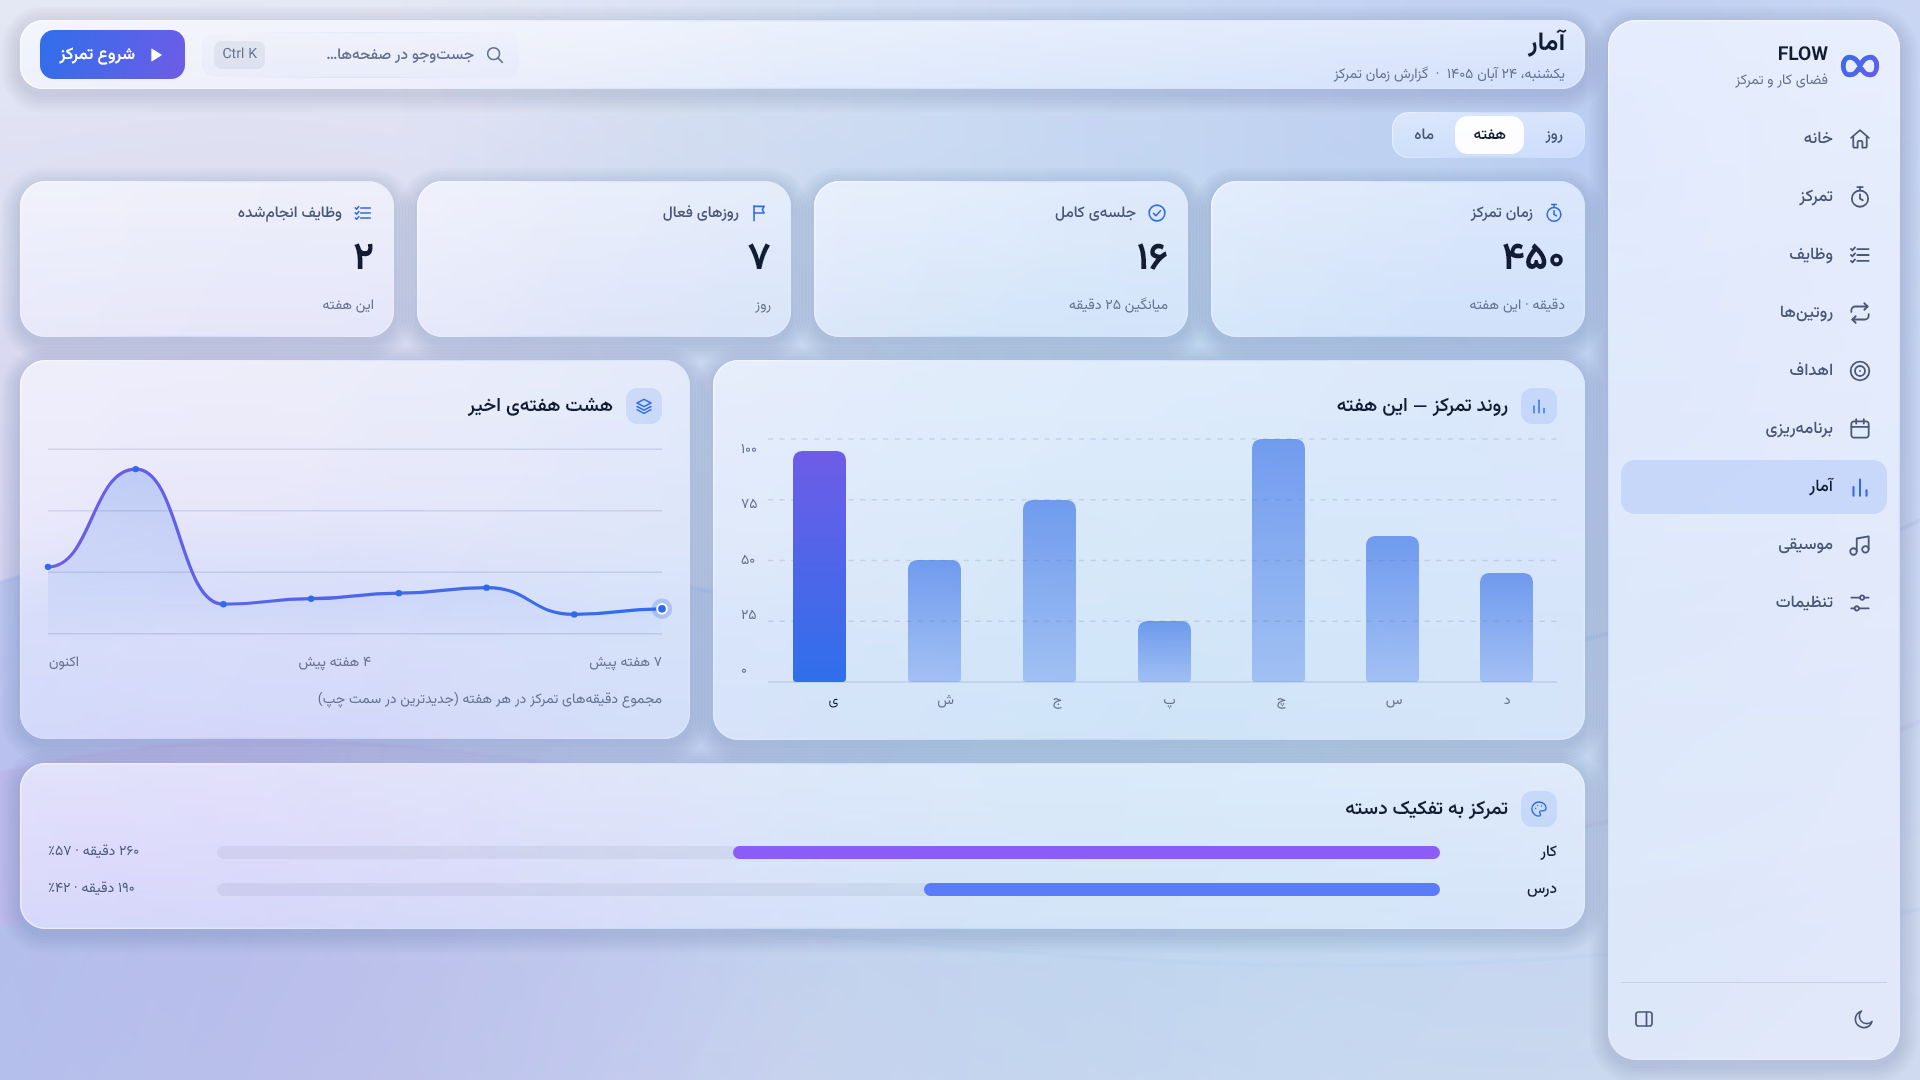 FLOW
فضای کار و تمرکز
خانه
تمرکز
وظایف
روتین‌ها
اهداف
برنامه‌ریزی
آمار
موسیقی
تنظیمات
آمار
یکشنبه، ۲۴ آبان ۱۴۰۵ · گزارش زمان تمرکز
جست‌وجو در صفحه‌ها...
Ctrl K
شروع تمرکز
روز
هفته
ماه
زمان تمرکز
۴۵۰
دقیقه · این هفته
جلسه‌ی کامل
۱۶
میانگین ۲۵ دقیقه
روزهای فعال
۷
روز
وظایف انجام‌شده
۲
این هفته
روند تمرکز — این هفته
۱۰۰
۷۵
۵۰
۲۵
۰
د س چ پ ج ش ی
هشت هفته‌ی اخیر
۷ هفته پیش
۴ هفته پیش
اکنون
مجموع دقیقه‌های تمرکز در هر هفته (جدیدترین در سمت چپ)
تمرکز به تفکیک دسته
کار
۲۶۰ دقیقه · ۵۷٪
درس
۱۹۰ دقیقه · ۴۲٪